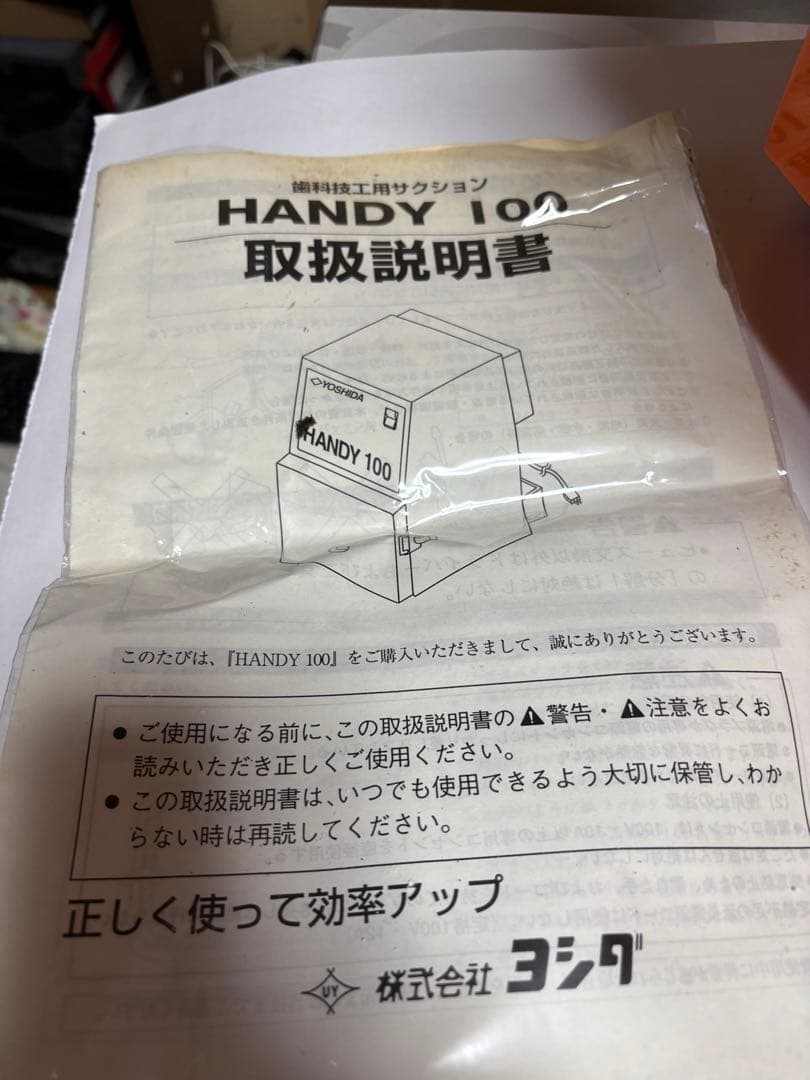 歯科技工用サクション
HANDY 100
取扱説明書
YOSHIDA
HANDY 100
このたびは、『HANDY 100』をご購入いただきまして、誠にありがとうございます。
● ご使用になる前に、この取扱説明書の⚠警告・⚠注意をよくお
読みいただき正しくご使用ください。
● この取扱説明書は、いつでも使用できるよう大切に保管し、わか
らない時は再読してください。
正しく使って効率アップ
UY 株式会社 ヨシダ